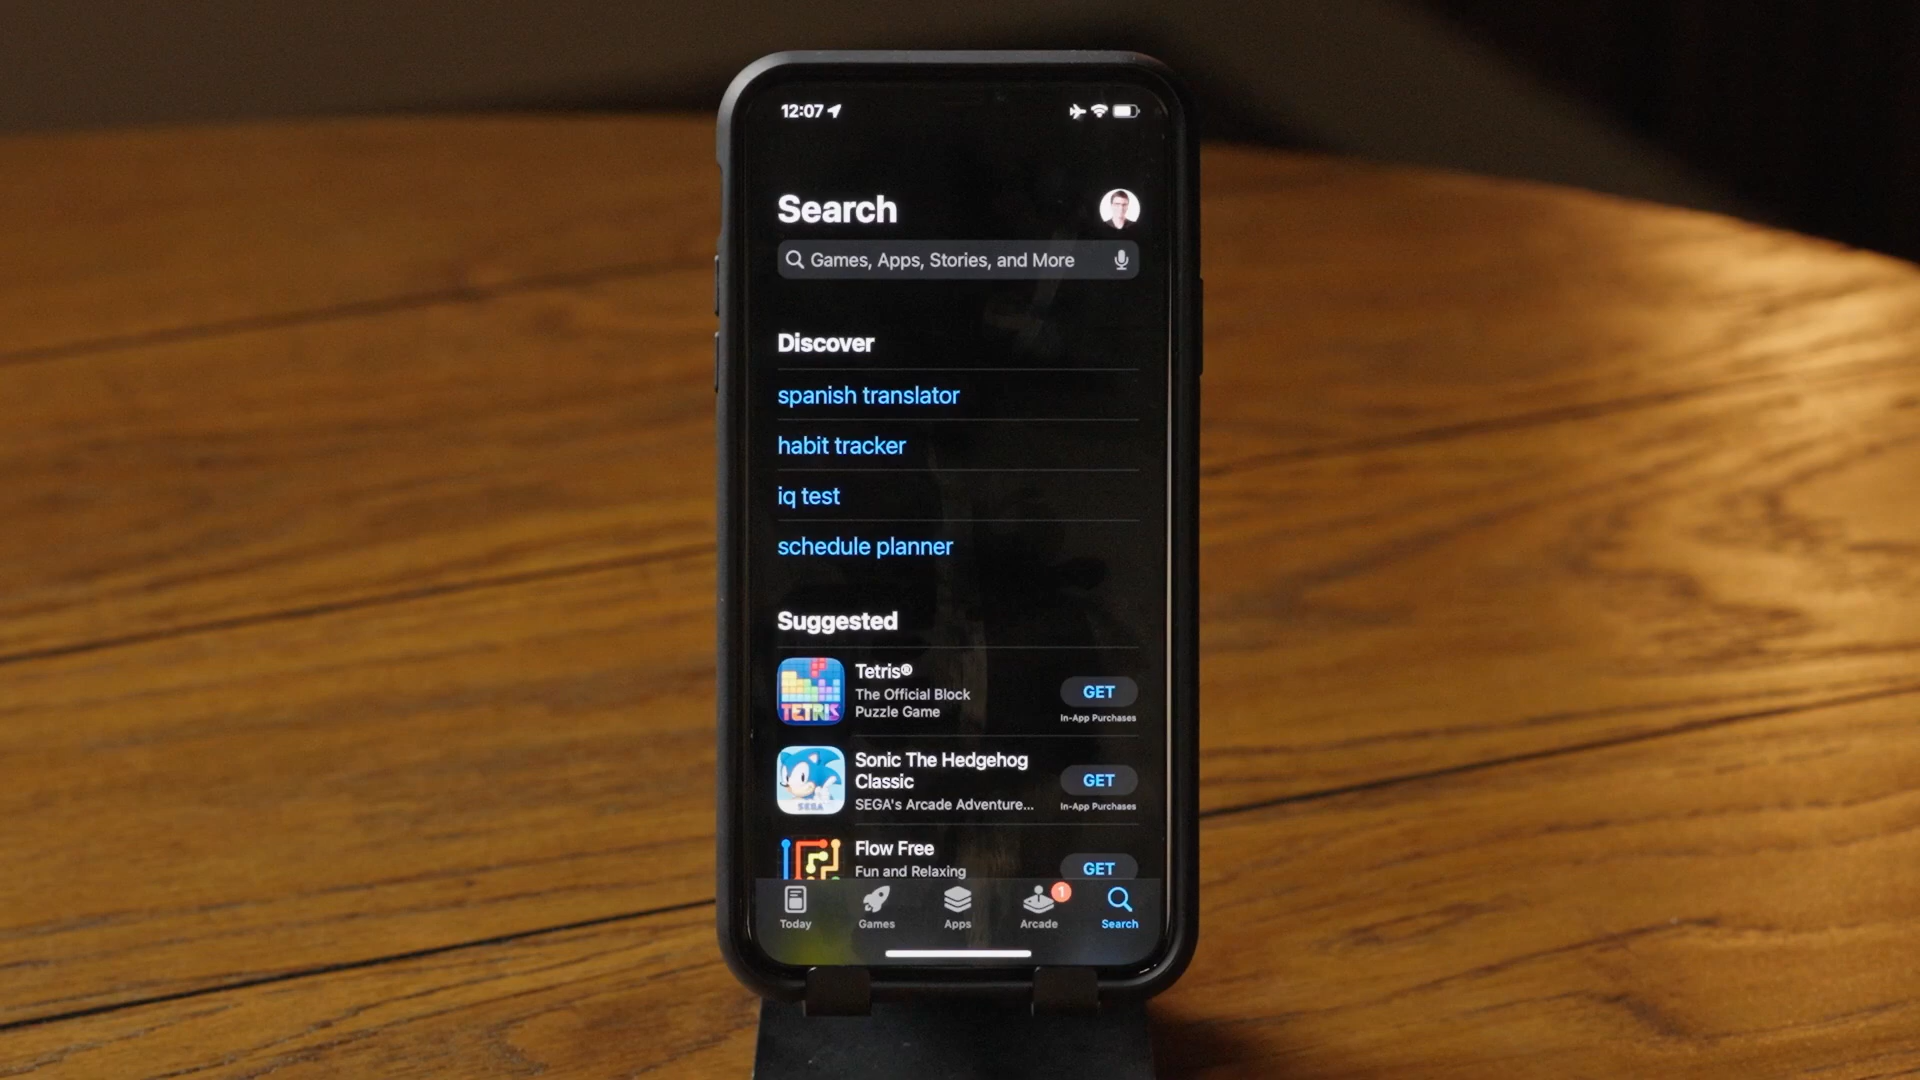 12:07
Search
Games, Apps, Stories, and More
Discover
spanish translator
habit tracker
iq test
schedule planner
Suggested
TETRIS
Tetris®
The Official Block
Puzzle Game
GET
In-App Purchases
SEGA
Sonic The Hedgehog
Classic
SEGA's Arcade Adventure...
GET
In-App Purchases
Flow Free
Fun and Relaxing
GET
1
Today
Games
Apps
Arcade
Search